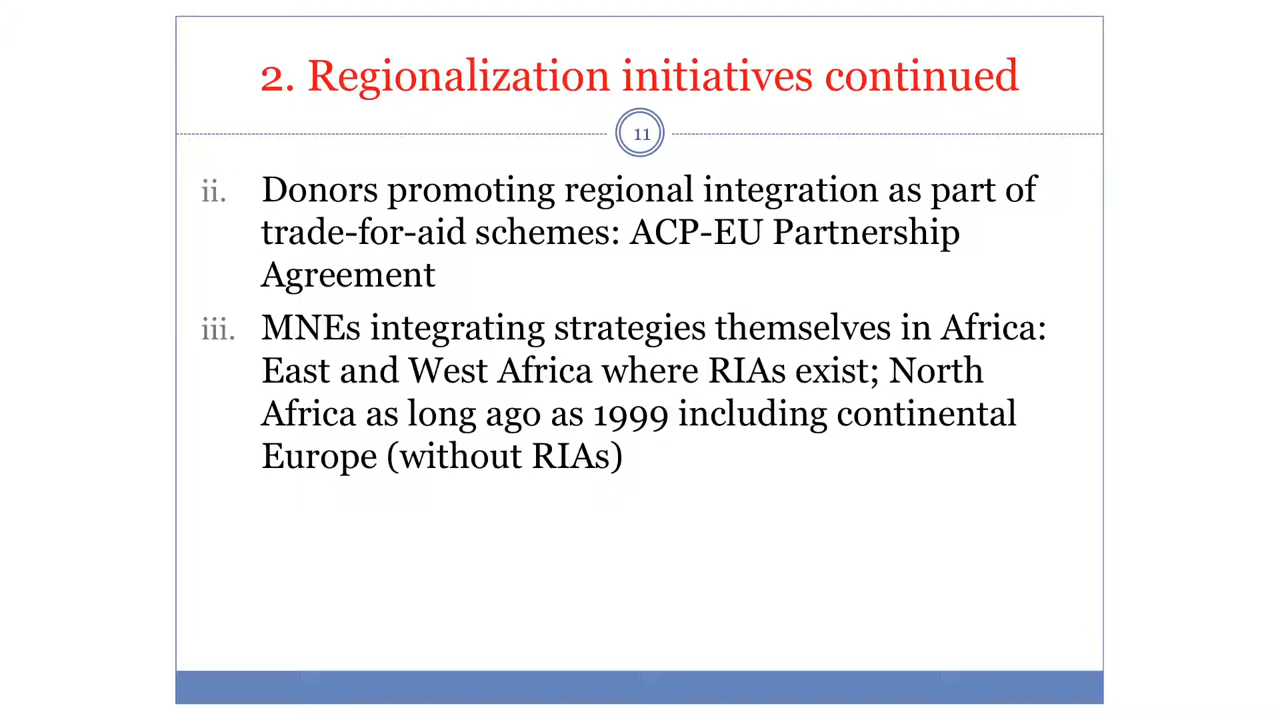 2. Regionalization initiatives continued
11
ii. Donors promoting regional integration as part of
trade-for-aid schemes: ACP-EU Partnership
Agreement
iii. MNEs integrating strategies themselves in Africa:
East and West Africa where RIAs exist; North
Africa as long ago as 1999 including continental
Europe (without RIAs)